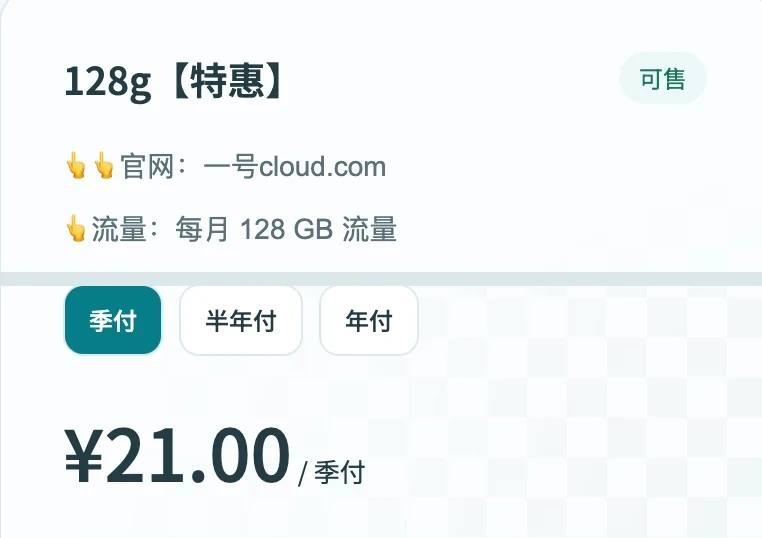 128g【特惠】
可售
👆👆官网：一号cloud.com
👆流量：每月 128 GB 流量
季付 半年付 年付
¥21.00 / 季付